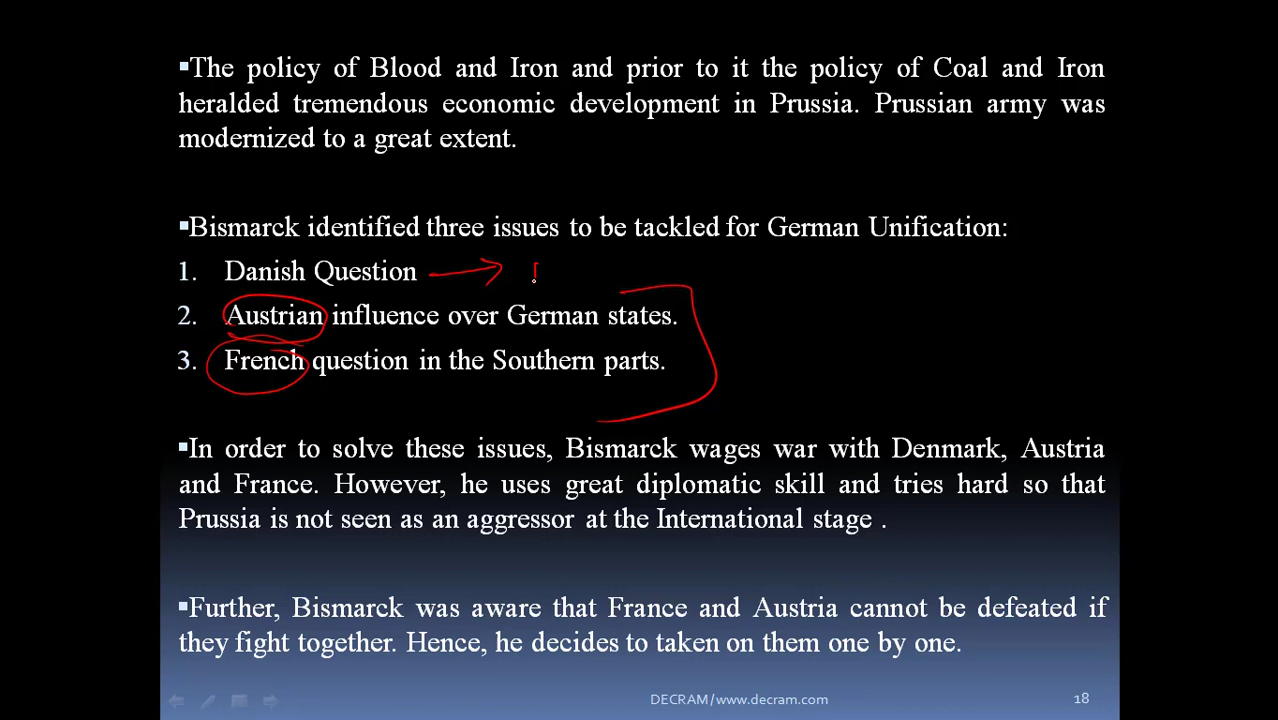 ▪The policy of Blood and Iron and prior to it the policy of Coal and Iron
heralded tremendous economic development in Prussia. Prussian army was
modernized to a great extent.
▪Bismarck identified three issues to be tackled for German Unification:
1. Danish Question
2. Austrian influence over German states.
3. French question in the Southern parts.
▪In order to solve these issues, Bismarck wages war with Denmark, Austria
and France. However, he uses great diplomatic skill and tries hard so that
Prussia is not seen as an aggressor at the International stage .
▪Further, Bismarck was aware that France and Austria cannot be defeated if
they fight together. Hence, he decides to taken on them one by one.
DECRAM/www.decram.com
18